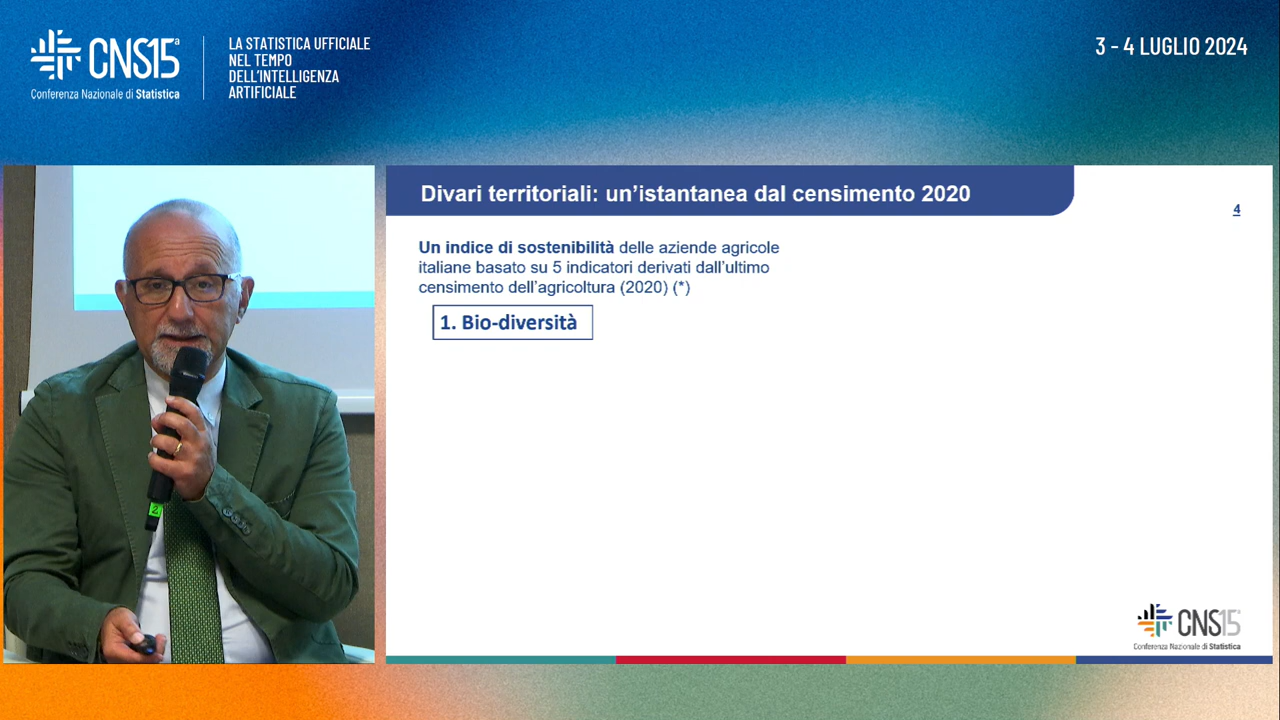 CNS15ª
Conferenza Nazionale di Statistica
LA STATISTICA UFFICIALE
NEL TEMPO
DELL'INTELLIGENZA
ARTIFICIALE
3 - 4 LUGLIO 2024
Divari territoriali: un'istantanea dal censimento 2020
4
Un indice di sostenibilità delle aziende agricole
italiane basato su 5 indicatori derivati dall'ultimo
censimento dell'agricoltura (2020) (*)
1. Bio-diversità
2
CNS15ª
Conferenza Nazionale di Statistica